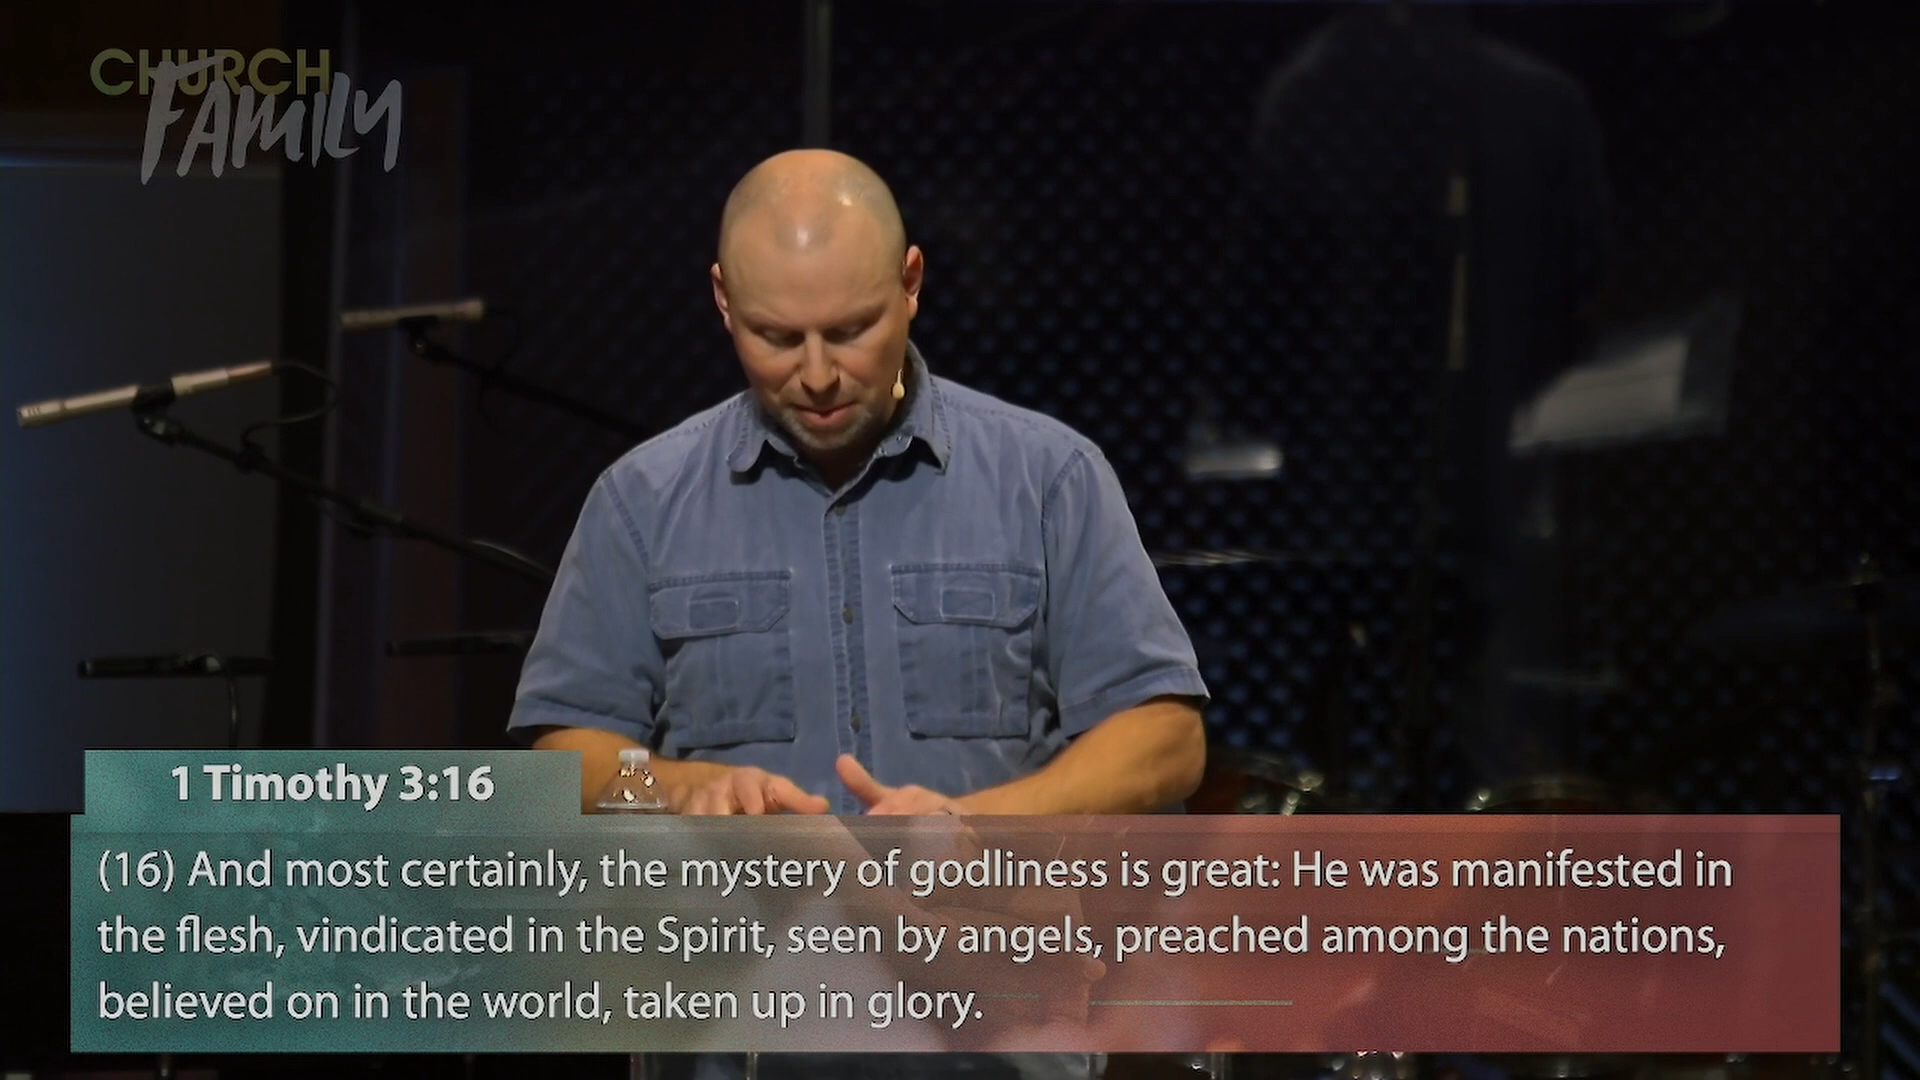 CHURCH
FAMILY
1 Timothy 3:16
(16) And most certainly, the mystery of godliness is great: He was manifested in
the flesh, vindicated in the Spirit, seen by angels, preached among the nations,
believed on in the world, taken up in glory.